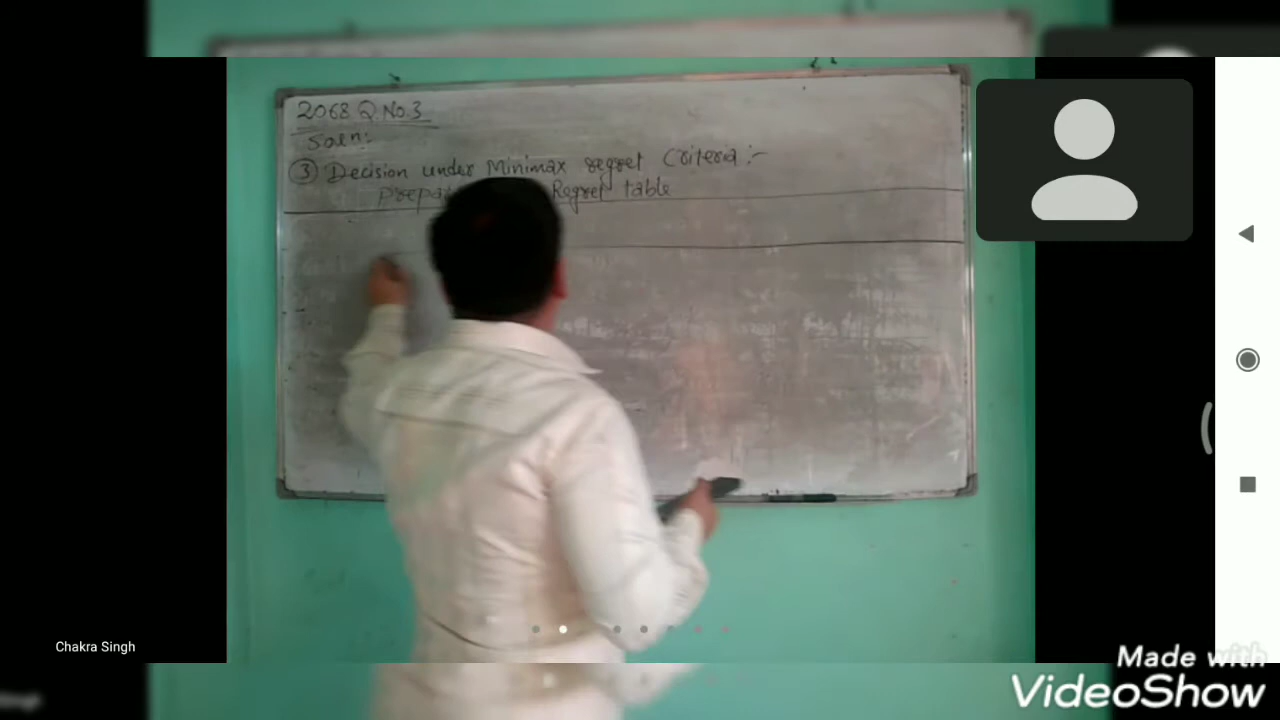 2068 Q.No.3
Soln:
③ Decision under Minimax regret Criteria :-
Regret table
Chakra Singh
Made with
VideoShow